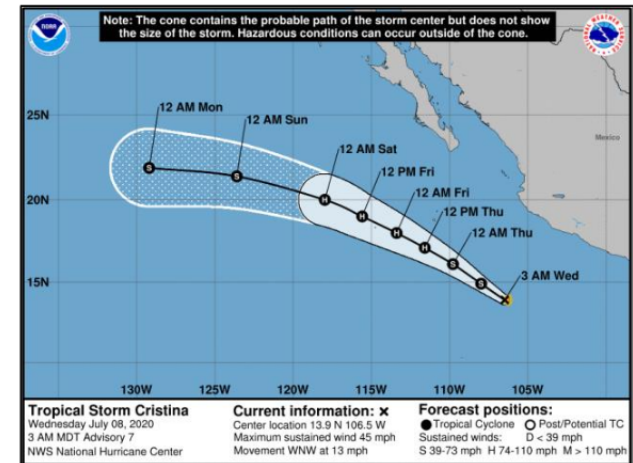 Note: The cone contains the probable path of the storm center but does not show
the size of the storm. Hazardous conditions can occur outside of the cone.
NOAA
25N
20N
15N
12 AM Mon
12 AM Sun
12 AM Sat
12 PM Fri
12 AM Fri
12 PM Thu
12 AM Thu
3 AM Wed
Mexico
S
S
H
H
H
H
S
S
130W
125W
120W
115W
110W
105W
Tropical Storm Cristina
Wednesday July 08, 2020
3 AM MDT Advisory 7
NWS National Hurricane Center
Current information: ×
Center location 13.9 N 106.5 W
Maximum sustained wind 45 mph
Movement WNW at 13 mph
Forecast positions:
● Tropical Cyclone ○ Post/Potential TC
Sustained winds: D < 39 mph
S 39-73 mph H 74-110 mph M > 110 mph